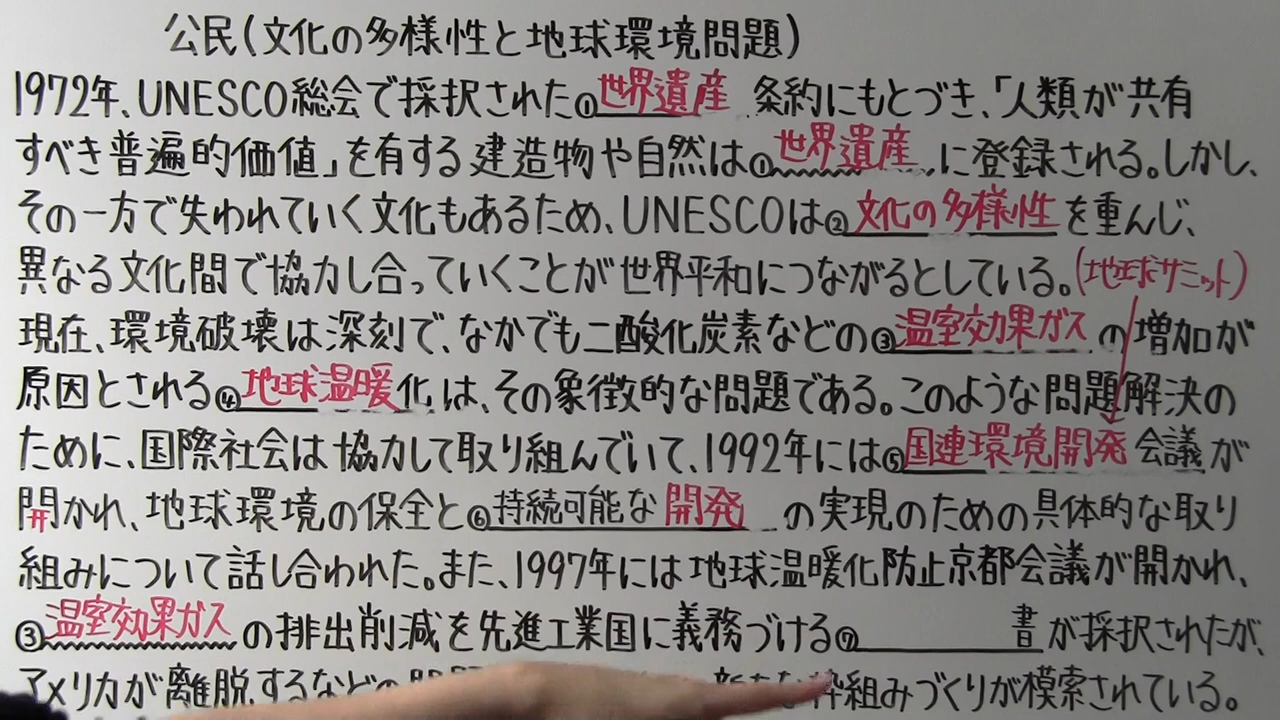 公民(文化の多様性と地球環境問題)
1972年、UNESCO総会で採択された①世界遺産 条約にもとづき、「人類が共有
すべき普遍的価値」を有する建造物や自然は①世界遺産に登録される。しかし、
その一方で失われていく文化もあるため、UNESCOは②文化の多様性を重んじ、
異なる文化間で協力し合っていくことが世界平和につながるとしている。(地球サミット)
現在、環境破壊は深刻で、なかでも二酸化炭素などの③温室効果ガスの増加が
原因とされる④地球温暖化は、その象徴的な問題である。このような問題解決の
ために、国際社会は協力して取り組んでいて、1992年には⑤国連環境開発会議が
開かれ、地球環境の保全と⑥持続可能な開発 の実現のための具体的な取り
組みについて話し合われた。また、1997年には地球温暖化防止京都会議が開かれ、
③温室効果ガスの排出削減を先進工業国に義務づける⑦ 書が採択されたが、
アメリカが離脱するなどの 新たな枠組みづくりが模索されている。